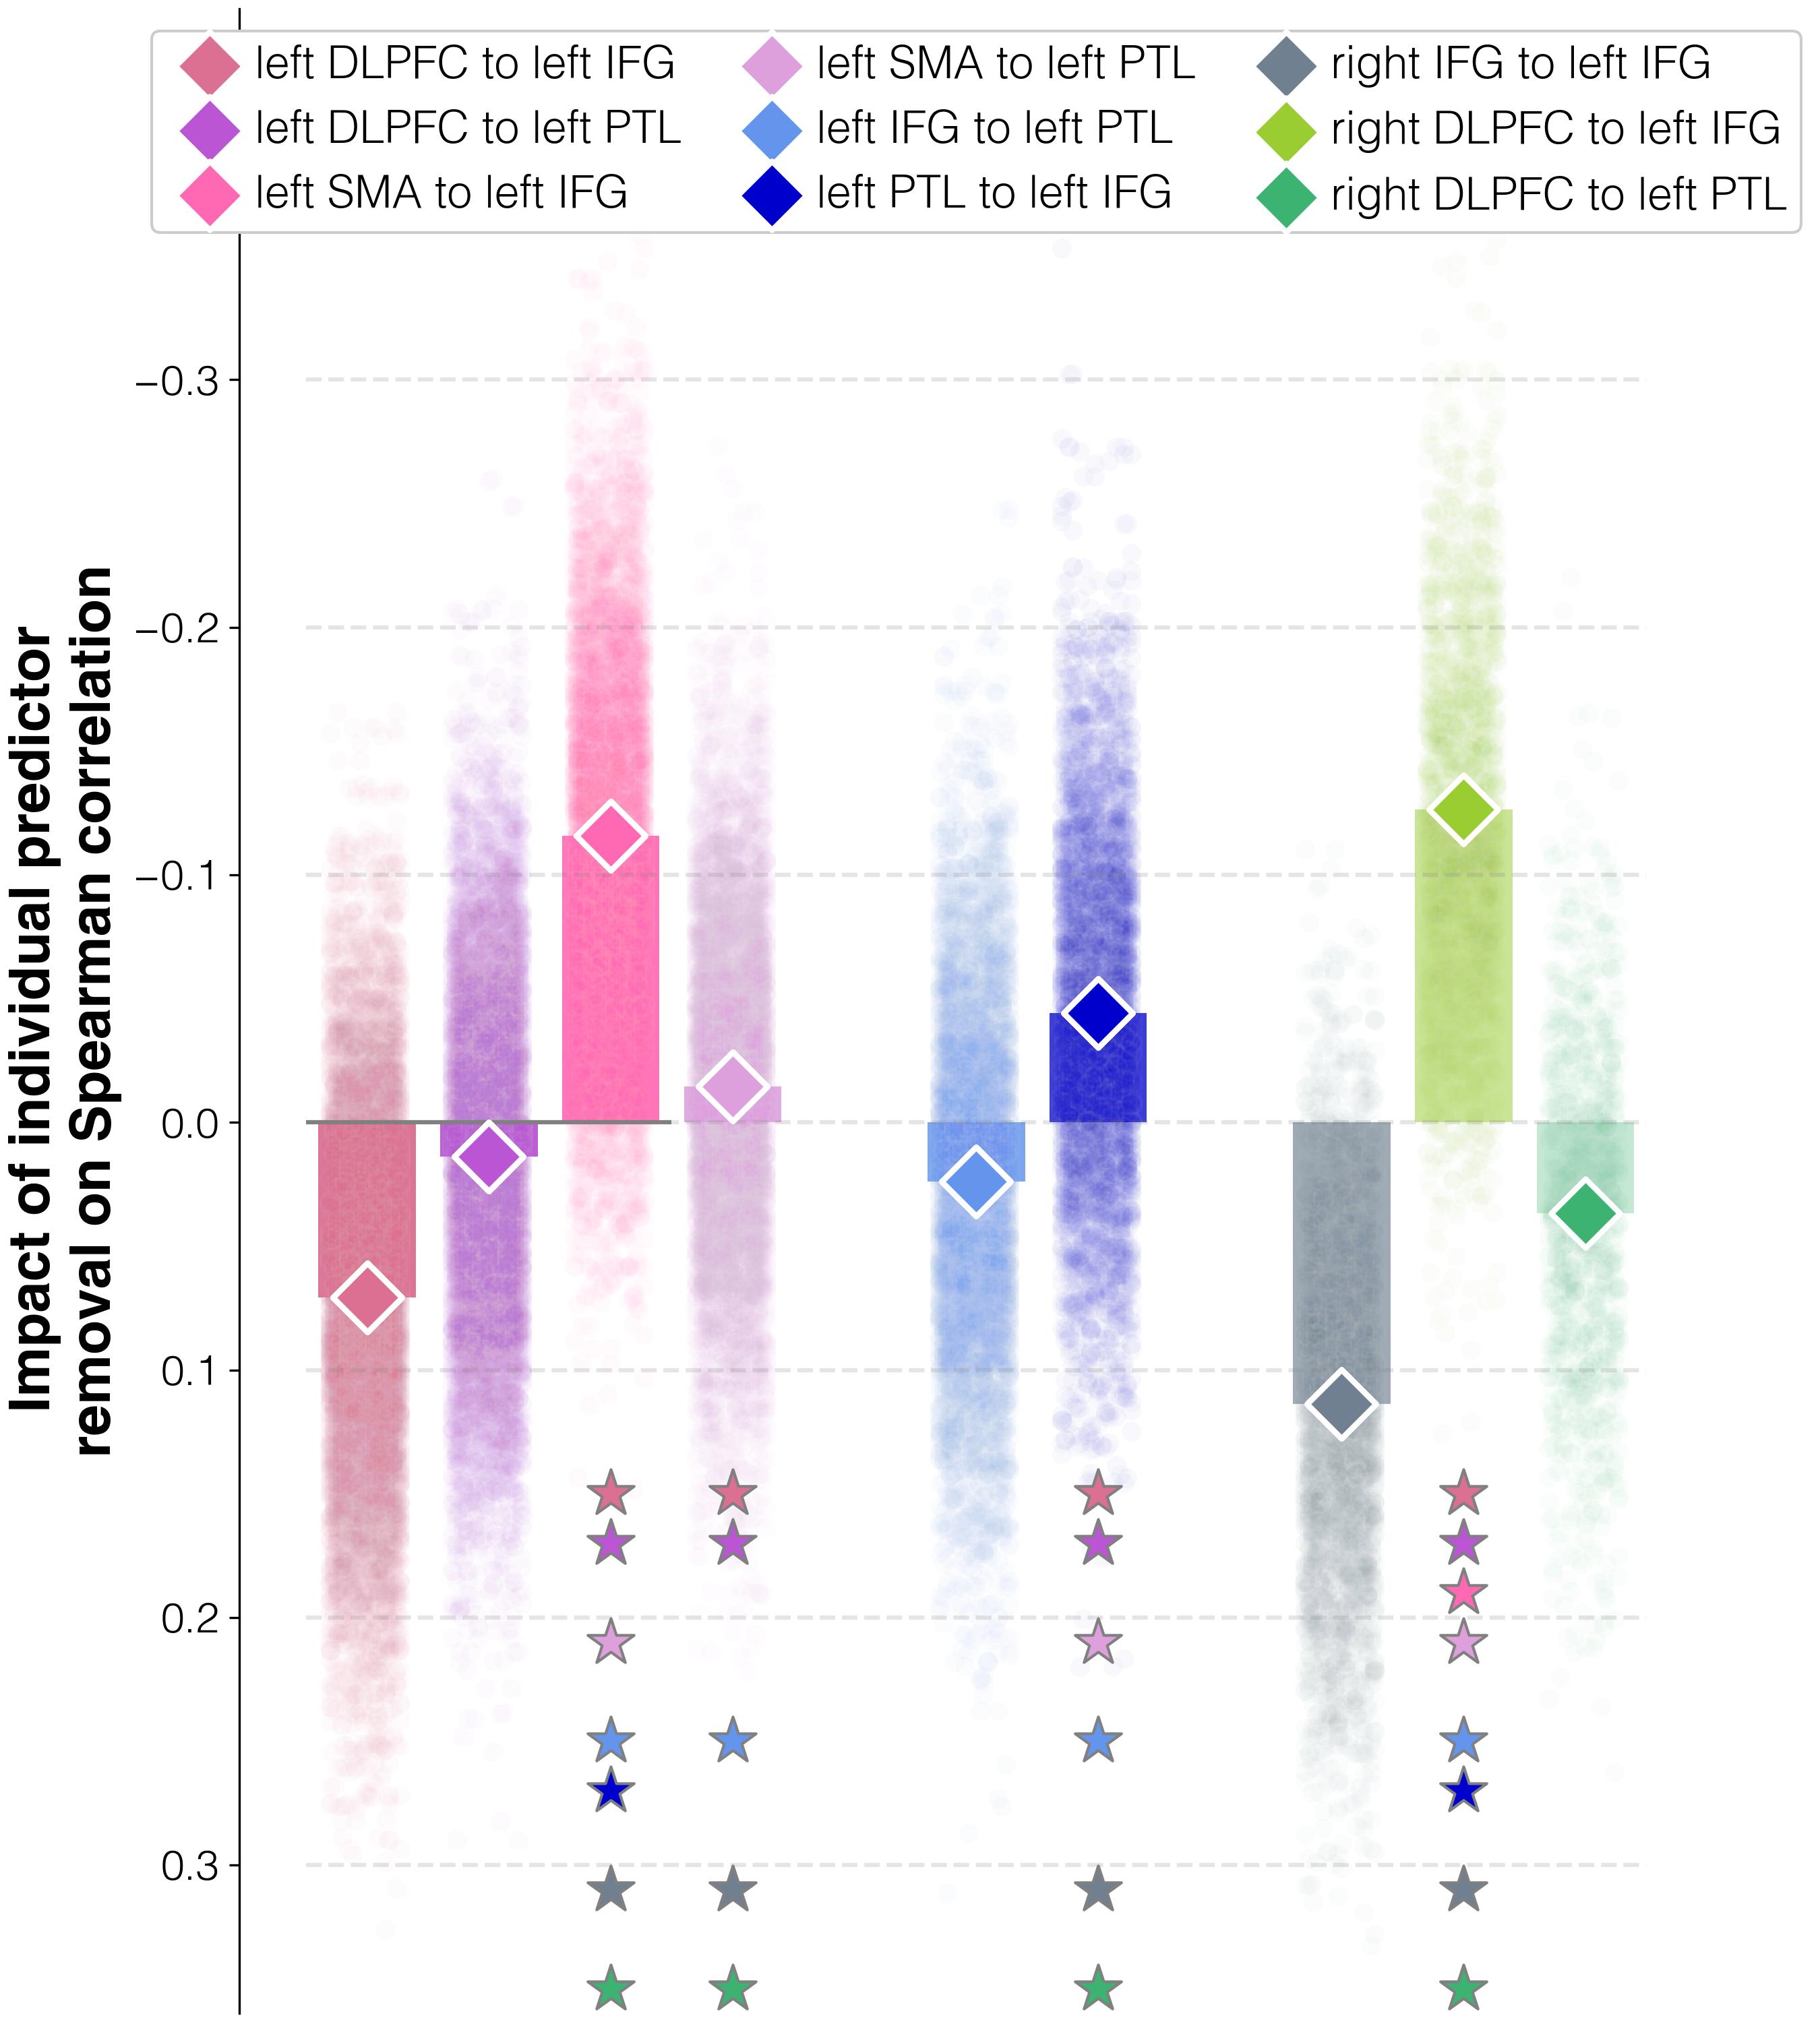 left DLPFC to left IFG
left DLPFC to left PTL
left SMA to left IFG
left SMA to left PTL
left IFG to left PTL
left PTL to left IFG
right IFG to left IFG
right DLPFC to left IFG
right DLPFC to left PTL
Impact of individual predictor
removal on Spearman correlation
−0.3
−0.2
−0.1
0.0
0.1
0.2
0.3